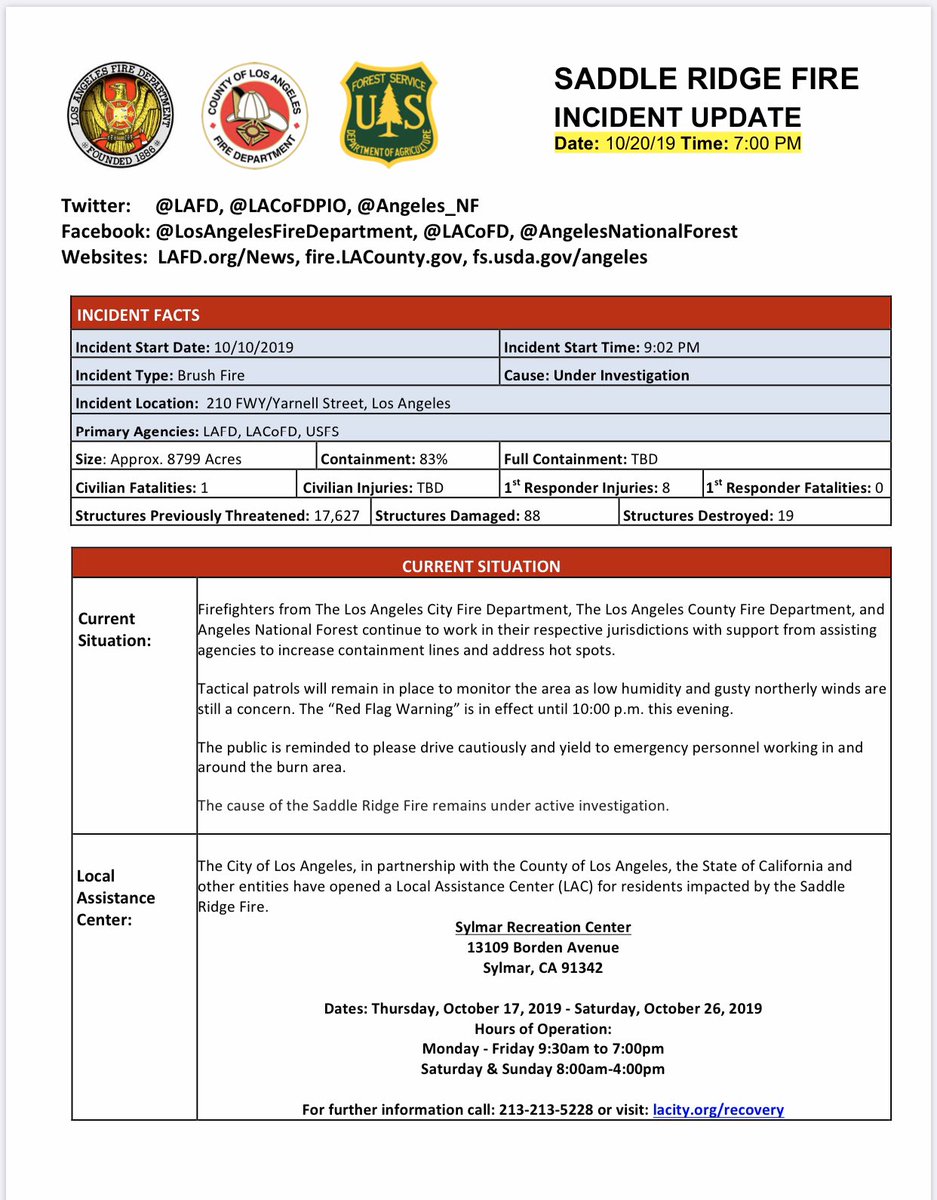 LOS ANGELES FIRE DEPARTMENT
FOUNDED 1886
COUNTY OF LOS ANGELES
FIRE DEPARTMENT
FOREST SERVICE
US
DEPARTMENT OF AGRICULTURE
SADDLE RIDGE FIRE
INCIDENT UPDATE
Date: 10/20/19 Time: 7:00 PM
Twitter: @LAFD, @LACoFDPIO, @Angeles_NF
Facebook: @LosAngelesFireDepartment, @LACoFD, @AngelesNationalForest
Websites: LAFD.org/News, fire.LACounty.gov, fs.usda.gov/angeles
INCIDENT FACTS
Incident Start Date: 10/10/2019 Incident Start Time: 9:02 PM
Incident Type: Brush Fire Cause: Under Investigation
Incident Location: 210 FWY/Yarnell Street, Los Angeles
Primary Agencies: LAFD, LACoFD, USFS
Size: Approx. 8799 Acres Containment: 83% Full Containment: TBD
Civilian Fatalities: 1 Civilian Injuries: TBD 1st Responder Injuries: 8 1st Responder Fatalities: 0
Structures Previously Threatened: 17,627 Structures Damaged: 88 Structures Destroyed: 19
CURRENT SITUATION
Current
Situation:
Firefighters from The Los Angeles City Fire Department, The Los Angeles County Fire Department, and
Angeles National Forest continue to work in their respective jurisdictions with support from assisting
agencies to increase containment lines and address hot spots.
Tactical patrols will remain in place to monitor the area as low humidity and gusty northerly winds are
still a concern. The “Red Flag Warning” is in effect until 10:00 p.m. this evening.
The public is reminded to please drive cautiously and yield to emergency personnel working in and
around the burn area.
The cause of the Saddle Ridge Fire remains under active investigation.
Local
Assistance
Center:
The City of Los Angeles, in partnership with the County of Los Angeles, the State of California and
other entities have opened a Local Assistance Center (LAC) for residents impacted by the Saddle
Ridge Fire.
Sylmar Recreation Center
13109 Borden Avenue
Sylmar, CA 91342
Dates: Thursday, October 17, 2019 - Saturday, October 26, 2019
Hours of Operation:
Monday - Friday 9:30am to 7:00pm
Saturday & Sunday 8:00am-4:00pm
For further information call: 213-213-5228 or visit: lacity.org/recovery